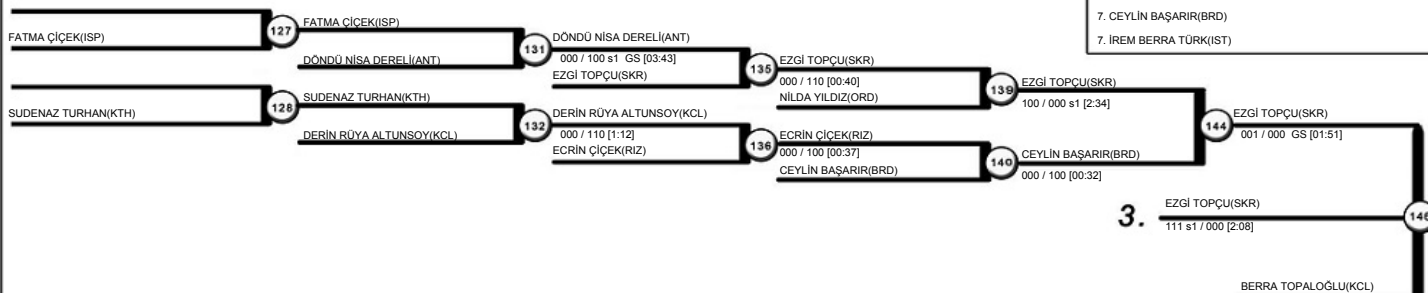 7. CEYLİN BAŞARIR(BRD)
7. İREM BERRA TÜRK(IST)
FATMA ÇİÇEK(ISP)
127
FATMA ÇİÇEK(ISP)
DÖNDÜ NİSA DERELİ(ANT)
131
DÖNDÜ NİSA DERELİ(ANT)
000 / 100 s1 GS [03:43]
EZGİ TOPÇU(SKR)
135
EZGİ TOPÇU(SKR)
000 / 110 [00:40]
NİLDA YILDIZ(ORD)
139
EZGİ TOPÇU(SKR)
100 / 000 s1 [2:34]
SUDENAZ TURHAN(KTH)
128
SUDENAZ TURHAN(KTH)
DERİN RÜYA ALTUNSOY(KCL)
132
DERİN RÜYA ALTUNSOY(KCL)
000 / 110 [1:12]
ECRİN ÇİÇEK(RIZ)
136
ECRİN ÇİÇEK(RIZ)
000 / 100 [00:37]
CEYLİN BAŞARIR(BRD)
140
CEYLİN BAŞARIR(BRD)
000 / 100 [00:32]
144
EZGİ TOPÇU(SKR)
001 / 000 GS [01:51]
3.
EZGİ TOPÇU(SKR)
111 s1 / 000 [2:08]
146
BERRA TOPALOĞLU(KCL)